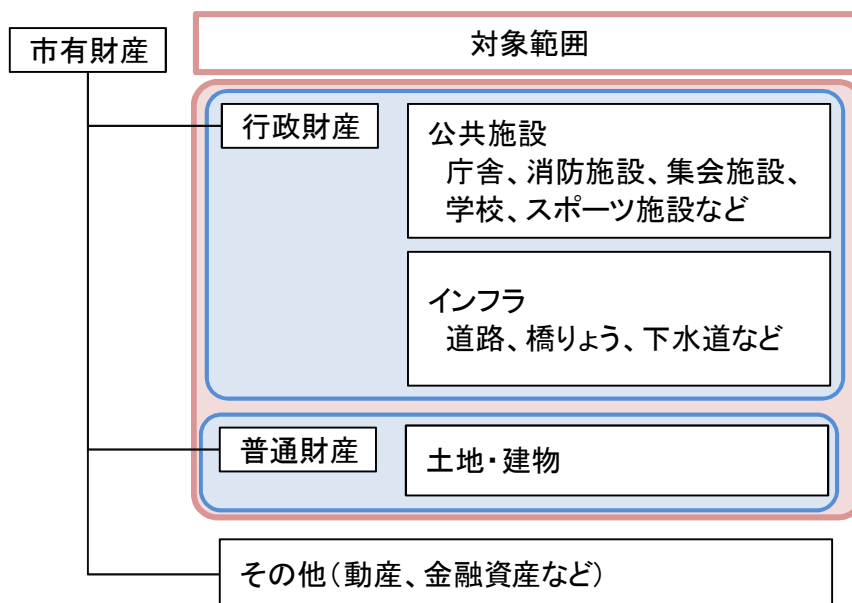 市有財産
対象範囲
行政財産
公共施設
庁舎、消防施設、集会施設、
学校、スポーツ施設など
インフラ
道路、橋りょう、下水道など
普通財産
土地・建物
その他（動産、金融資産など）